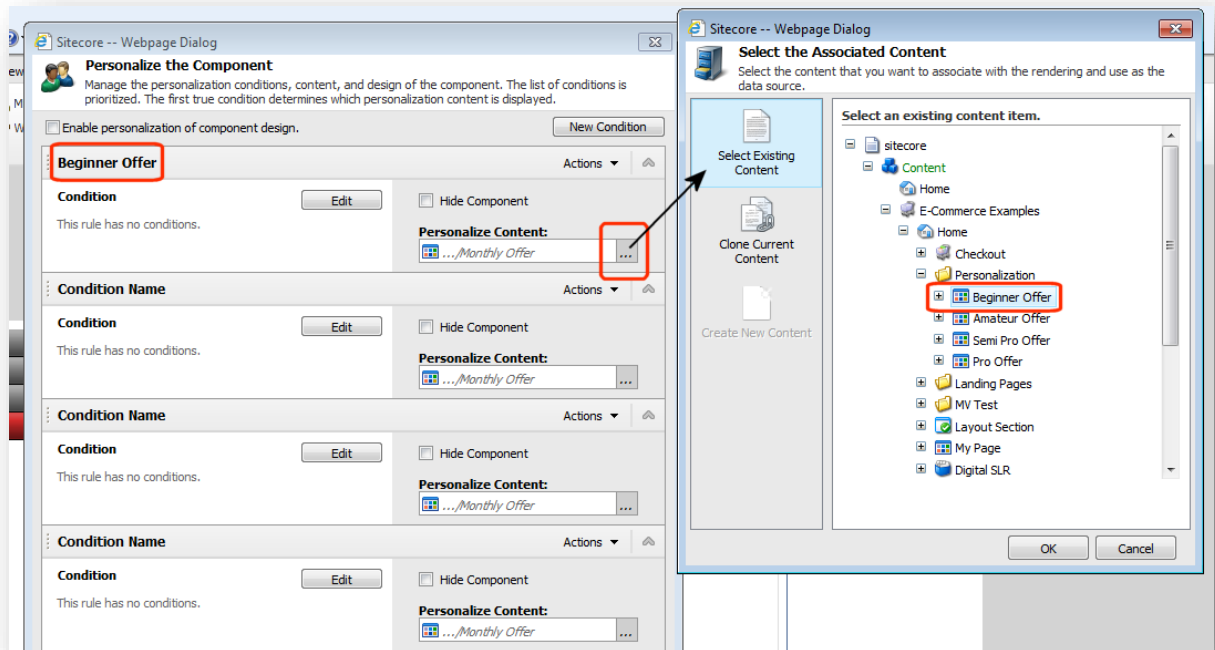 Sitecore -- Webpage Dialog
Personalize the Component
Manage the personalization conditions, content, and design of the component. The list of conditions is
prioritized. The first true condition determines which personalization content is displayed.
Enable personalization of component design.
New Condition
Beginner Offer
Actions
Condition
Edit
Hide Component
This rule has no conditions.
Personalize Content:
.../Monthly Offer
...
Condition Name
Actions
Condition
Edit
Hide Component
This rule has no conditions.
Personalize Content:
.../Monthly Offer
...
Condition Name
Actions
Condition
Edit
Hide Component
This rule has no conditions.
Personalize Content:
.../Monthly Offer
...
Condition Name
Actions
Condition
Edit
Hide Component
This rule has no conditions.
Personalize Content:
.../Monthly Offer
...
Sitecore -- Webpage Dialog
Select the Associated Content
Select the content that you want to associate with the rendering and use as the
data source.
Select Existing
Content
Clone Current
Content
Create New Content
Select an existing content item.
sitecore
Content
Home
E-Commerce Examples
Home
Checkout
Personalization
Beginner Offer
Amateur Offer
Semi Pro Offer
Pro Offer
Landing Pages
MV Test
Layout Section
My Page
Digital SLR
OK
Cancel